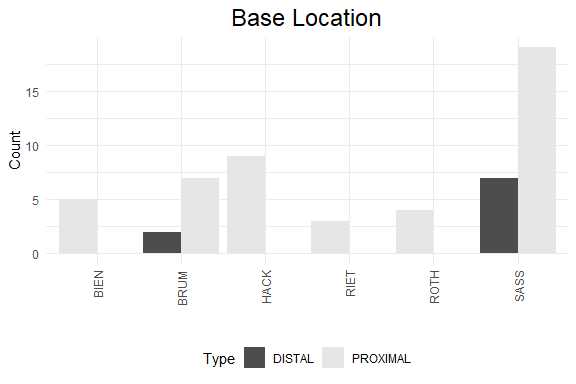 Base Location
Count
15
10
5
0
BIEN
BRUM
HACK
RIET
ROTH
SASS
Type
DISTAL
PROXIMAL